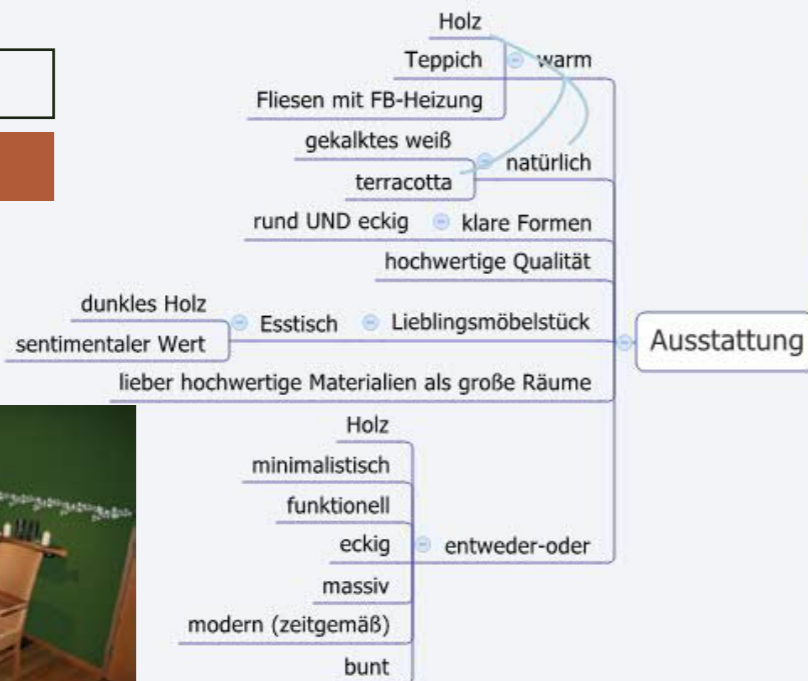 Holz
Teppich
warm
Fliesen mit FB-Heizung
gekalktes weiß
natürlich
terracotta
rund UND eckig
klare Formen
hochwertige Qualität
dunkles Holz
Esstisch
Lieblingsmöbelstück
sentimentaler Wert
Ausstattung
lieber hochwertige Materialien als große Räume
Holz
minimalistisch
funktionell
eckig
entweder-oder
massiv
modern (zeitgemäß)
bunt